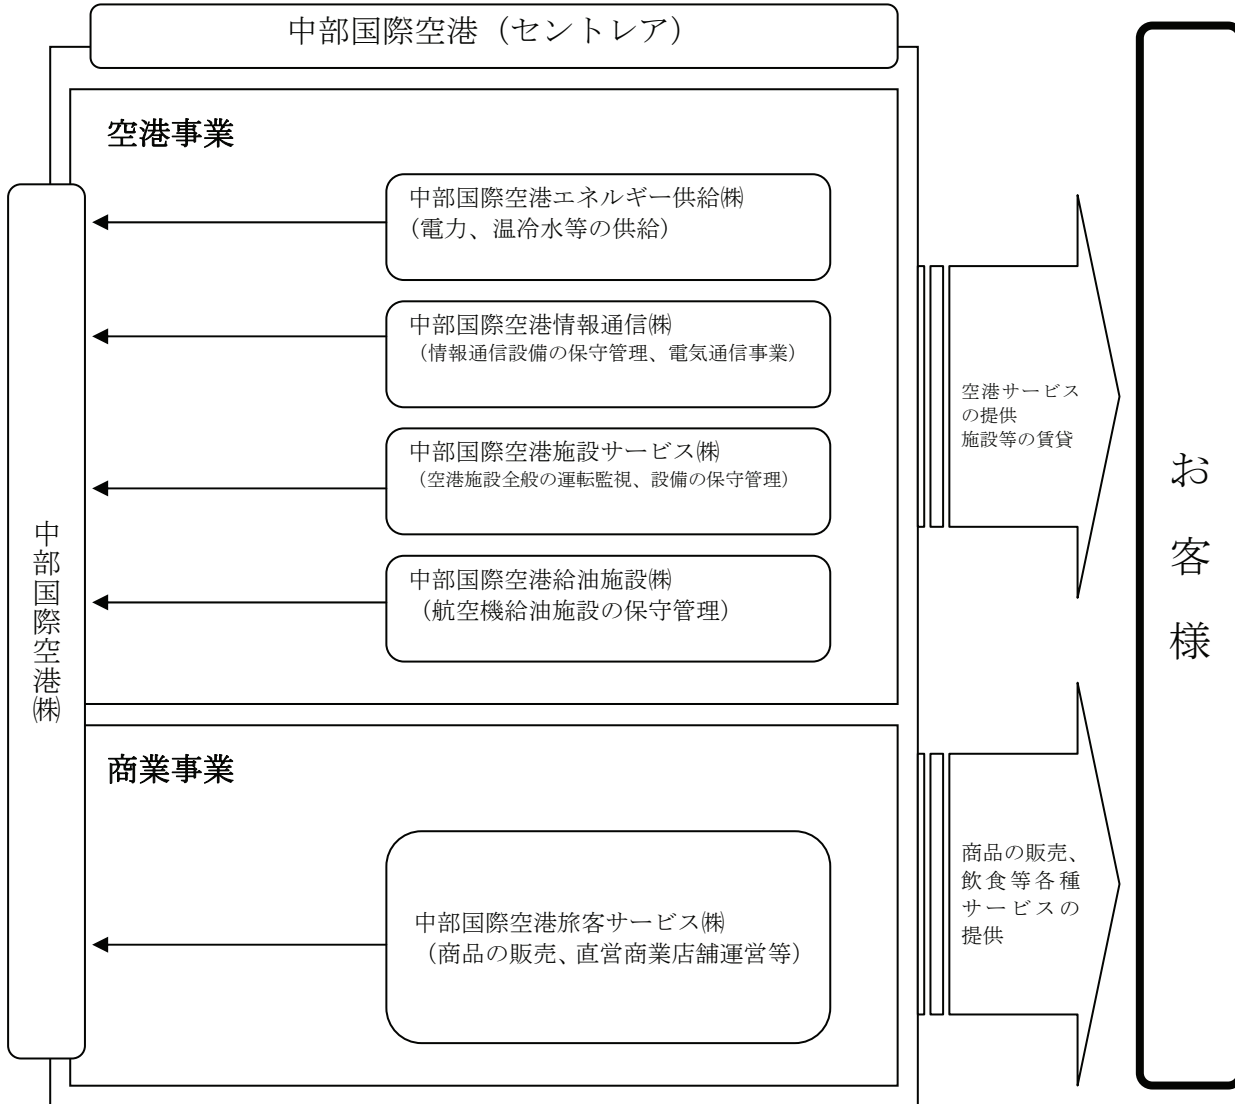 中部国際空港（セントレア）
空港事業
中部国際空港エネルギー供給㈱
（電力、温冷水等の供給）
中部国際空港情報通信㈱
（情報通信設備の保守管理、電気通信事業）
中部国際空港施設サービス㈱
（空港施設全般の運転監視、設備の保守管理）
中部国際空港給油施設㈱
（航空機給油施設の保守管理）
中部国際空港㈱
商業事業
中部国際空港旅客サービス㈱
（商品の販売、直営商業店舗運営等）
空港サービス
の提供
施設等の賃貸
商品の販売、
飲食等各種
サービスの
提供
お客様